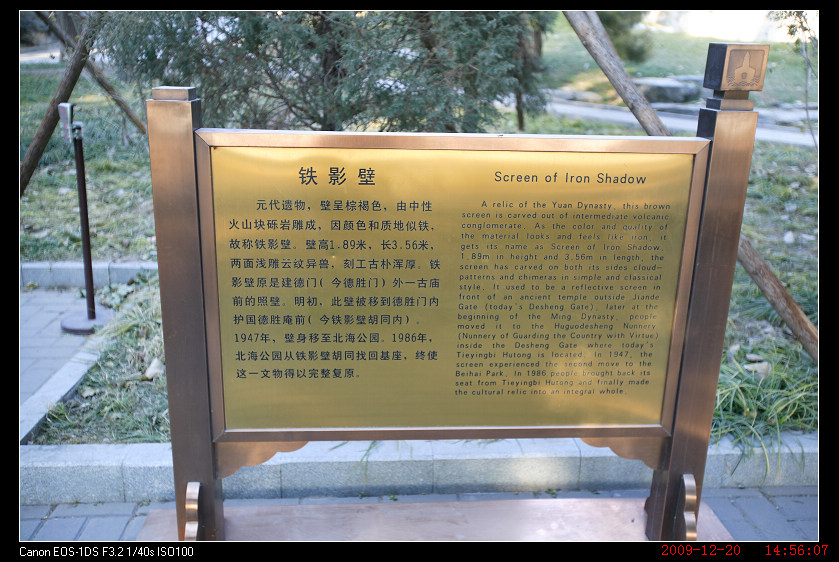 铁影壁
元代遗物，壁呈棕褐色，由中性
火山块砾岩雕成，因颜色和质地似铁，
故称铁影壁。壁高1.89米，长3.56米，
两面浅雕云纹异兽，刻工古朴浑厚。铁
影壁原是建德门（今德胜门）外一古庙
前的照壁。明初，此壁被移到德胜门内
护国德胜庵前（今铁影壁胡同内）.
1947年，壁身移至北海公园。1986年，
北海公园从铁影壁胡同找回基座，终使
这一文物得以完整复原。
Screen of Iron Shadow
A relic of the Yuan Dynasty, this brown
screen is carved out of intermediate volcanic
conglomerate. As the color and quality of
the material looks and feels like iron, it
gets its name as Screen of Iron Shadow.
1.89m in height and 3.56m in length, the
screen has carved on both its sides cloud-
patterns and chimeras in simple and classical
style. It used to be a reflective screen in
front of an ancient temple outside Jiande
Gate (today's Desheng Gate), later at the
beginning of the Ming Dynasty, people
moved it to the Huguodesheng Nunnery
(Nunnery of Guarding the Country with Virtue)
inside the Desheng Gate where today's
Tieyingbi Hutong is located. In 1947, the
screen experienced the second move to the
Beihai Park. In 1986 people brought back its
seat from Tieyingbi Hutong and finally made
the cultural relic into an integral whole.
Canon EOS-1DS F3.2 1/40s ISO100
2009-12-20 14:56:07